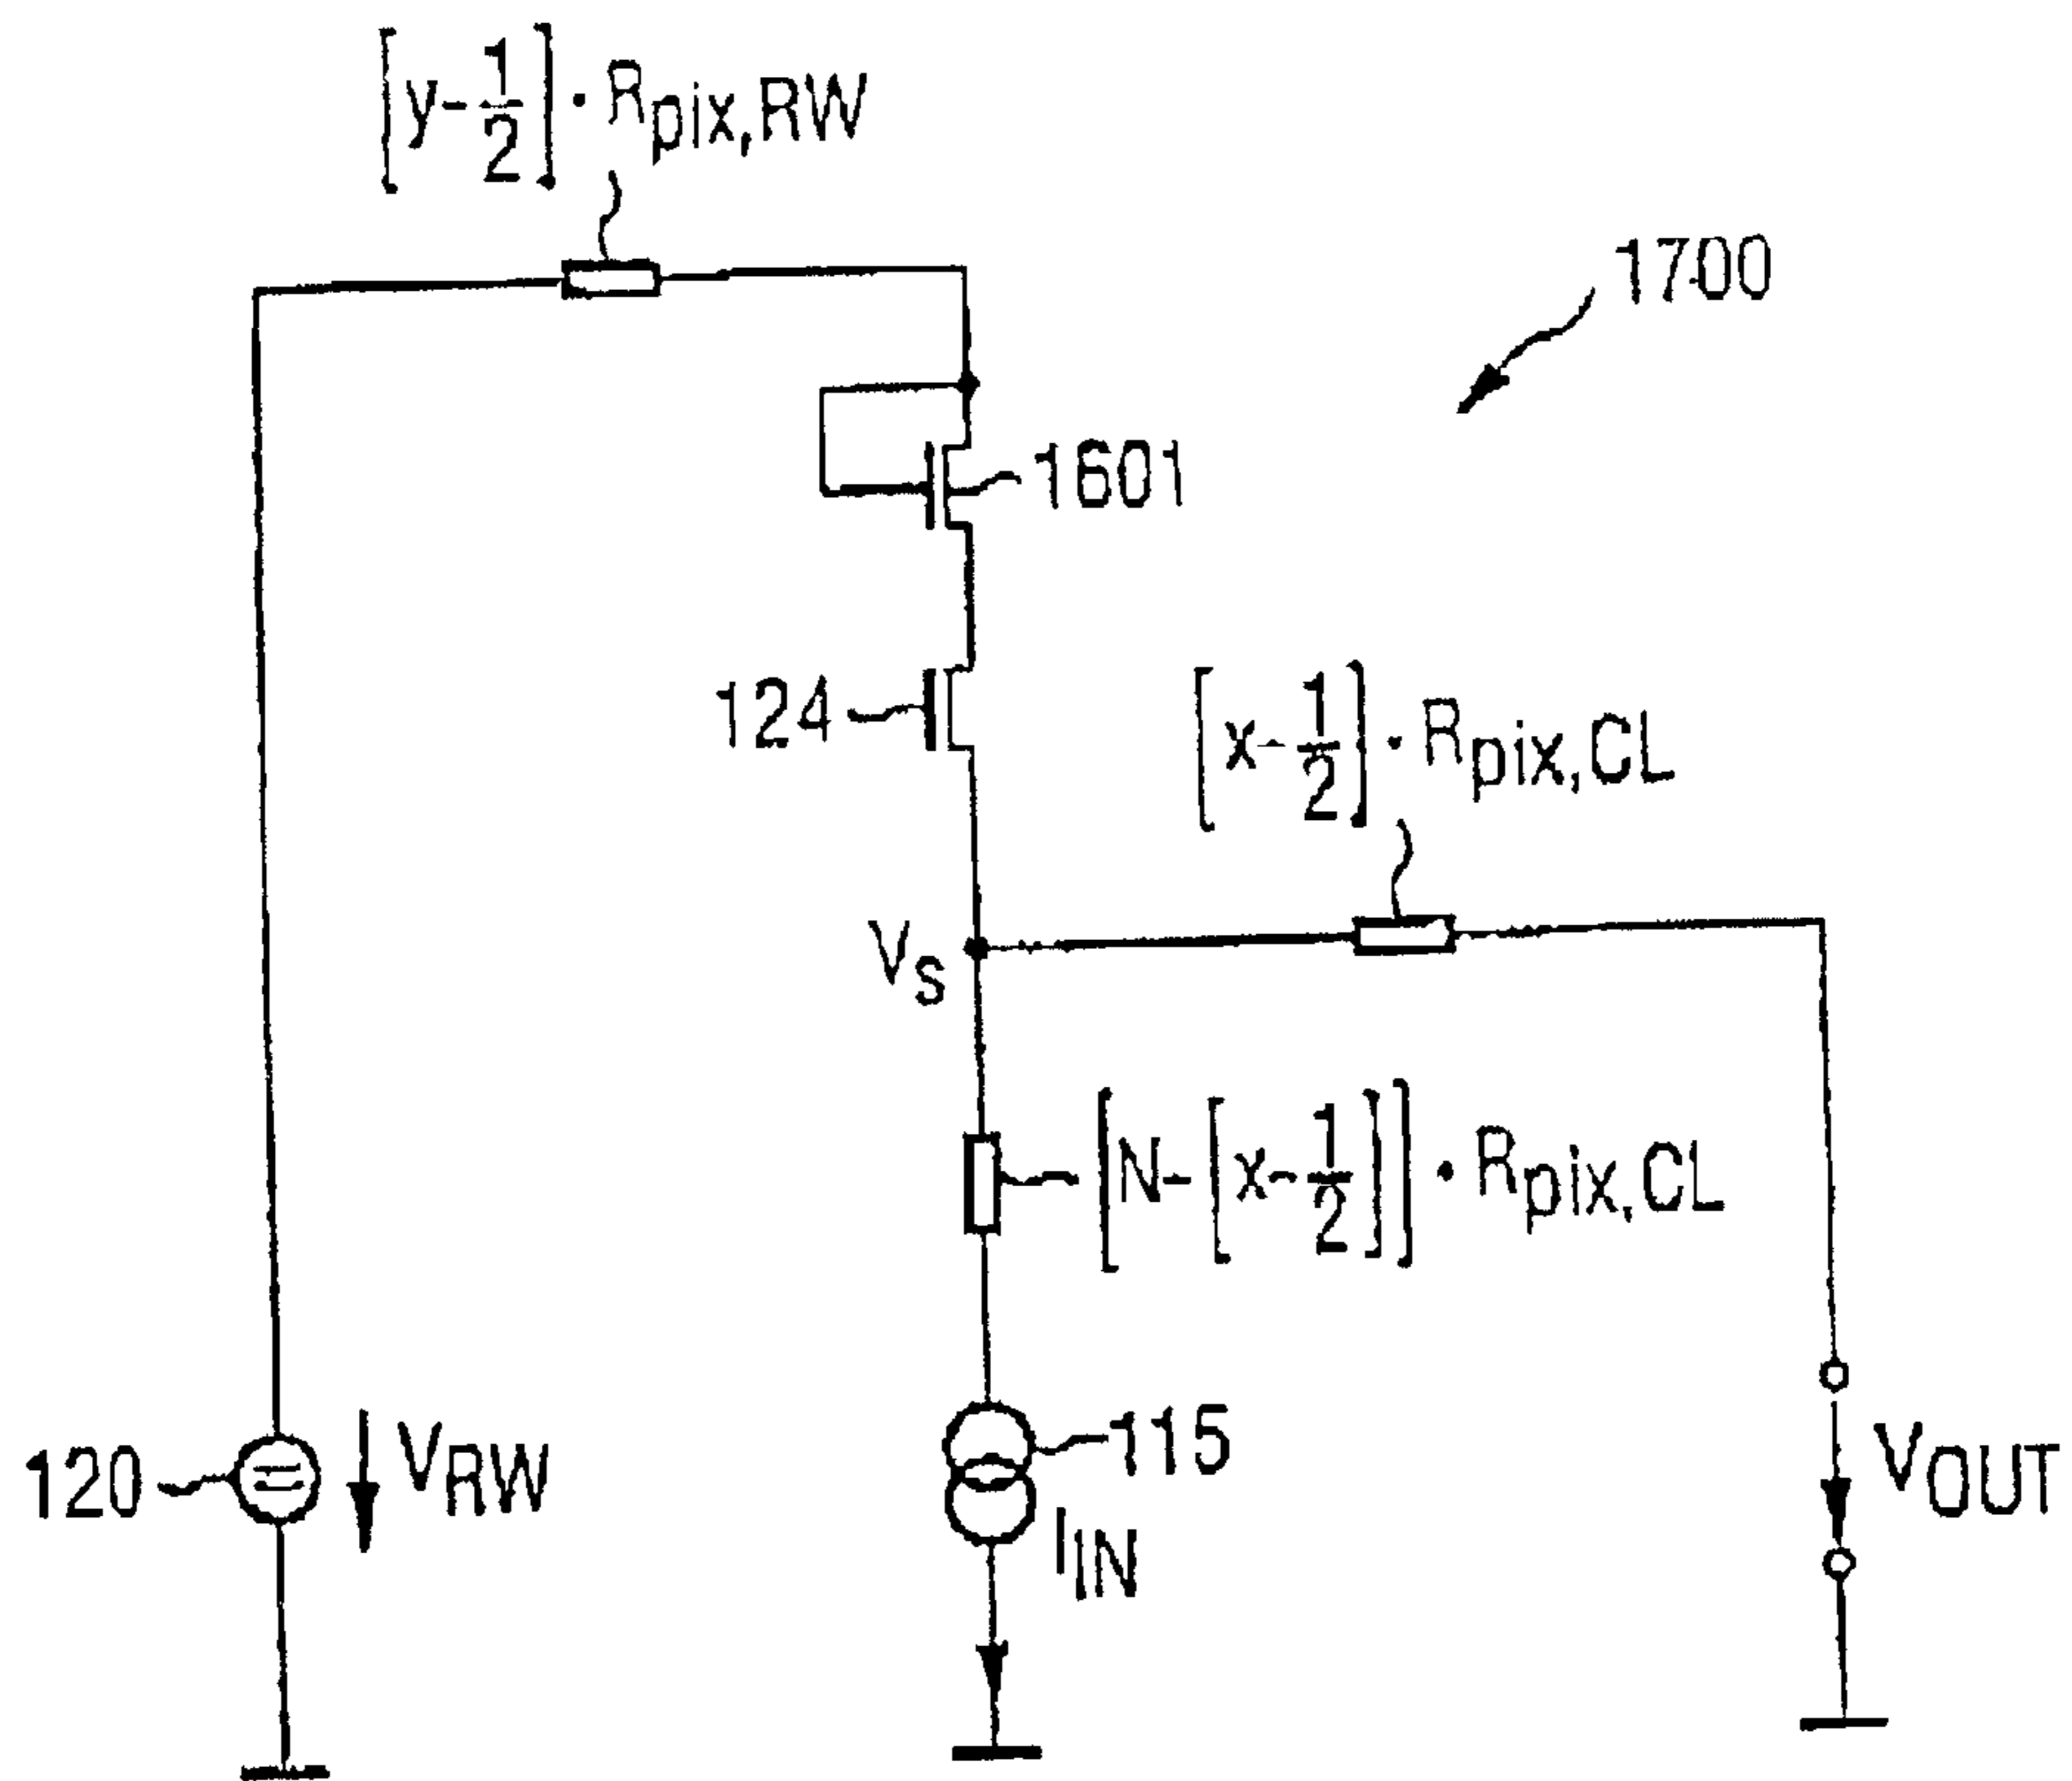 [y-1/2]·Rpix,RW
1700
1601
124
[x-1/2]·Rpix,CL
VS
[N-[x-1/2]]·Rpix,CL
120
VRW
115
IIN
VOUT